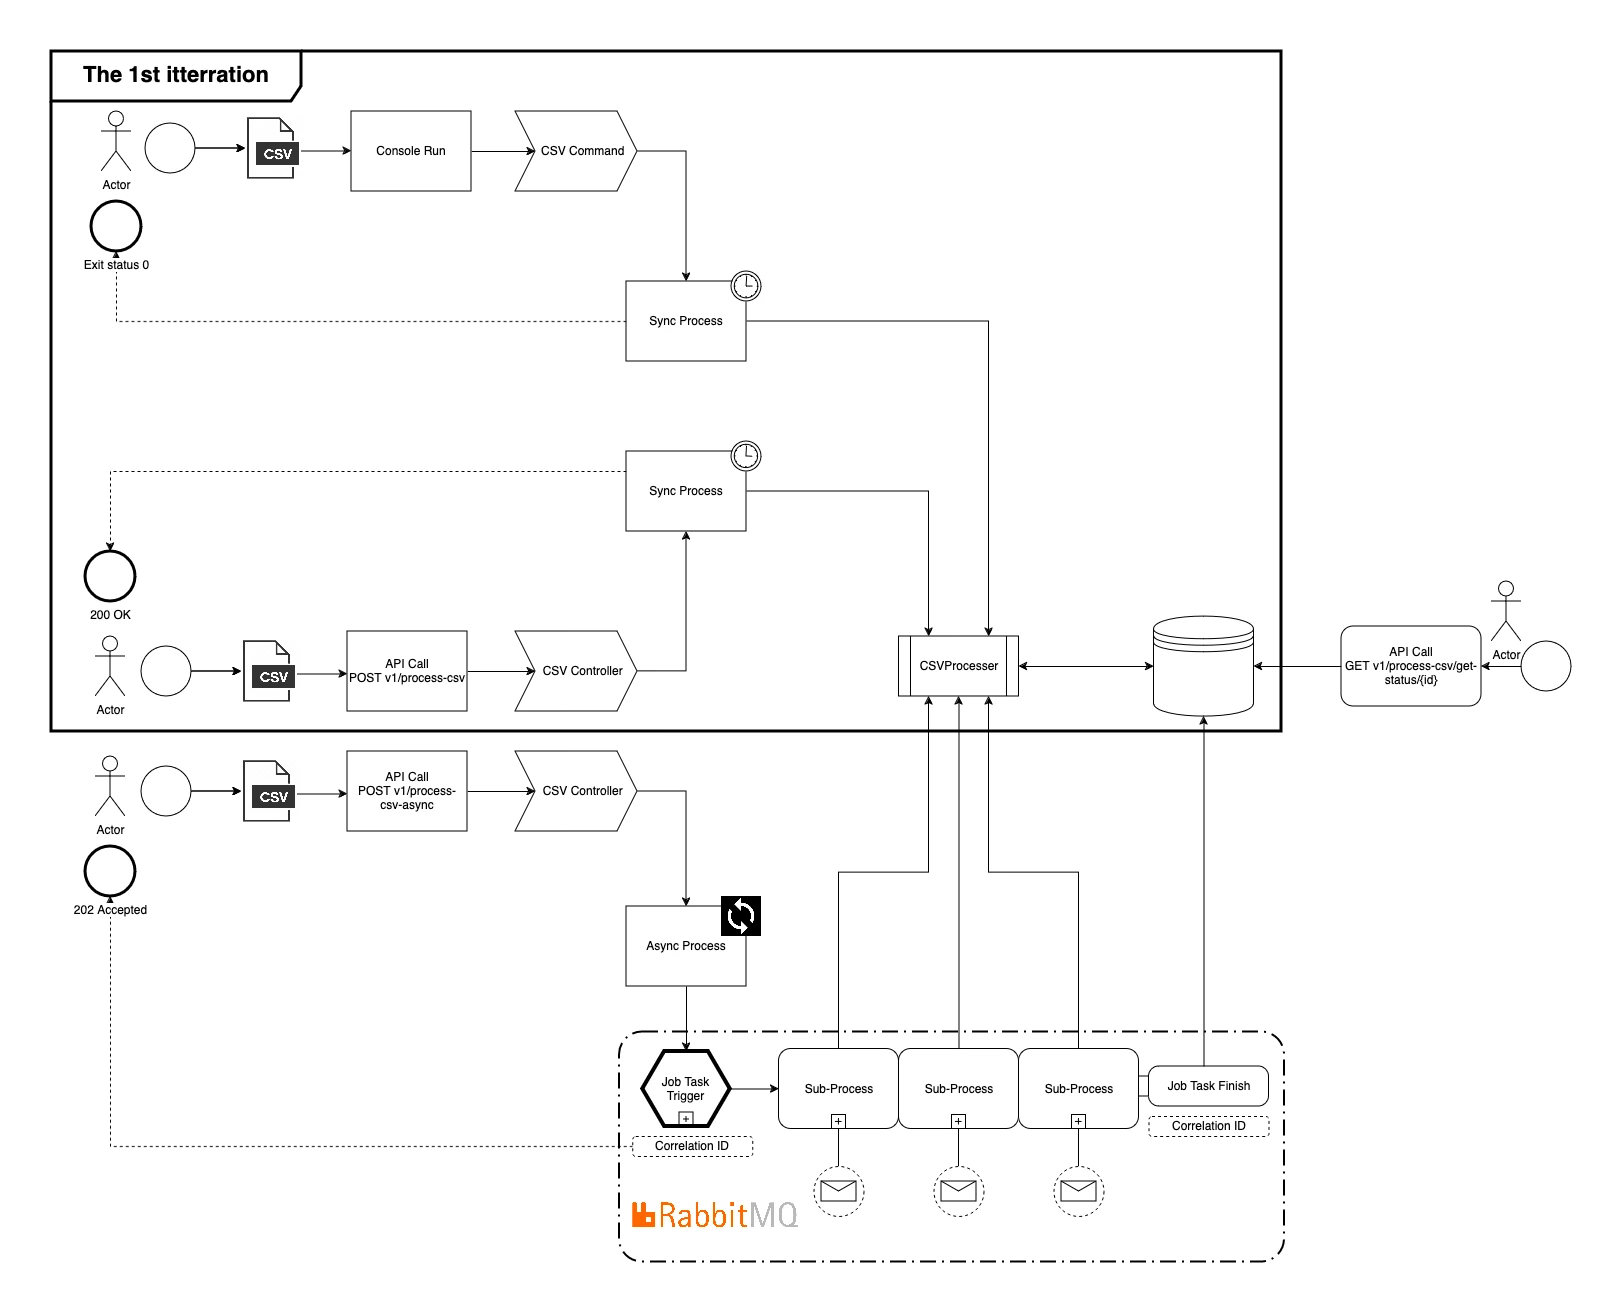 The 1st itterration
CSV
Console Run
CSV Command
Actor
Exit status 0
Sync Process
Sync Process
200 OK
Actor
CSV
API Call
POST v1/process-csv
CSV Controller
CSVProcesser
API Call
GET v1/process-csv/get-
status/{id}
Actor
Actor
CSV
API Call
POST v1/process-
csv-async
CSV Controller
202 Accepted
Async Process
Job Task
Trigger
Sub-Process
Sub-Process
Sub-Process
Job Task Finish
Correlation ID
Correlation ID
RabbitMQ